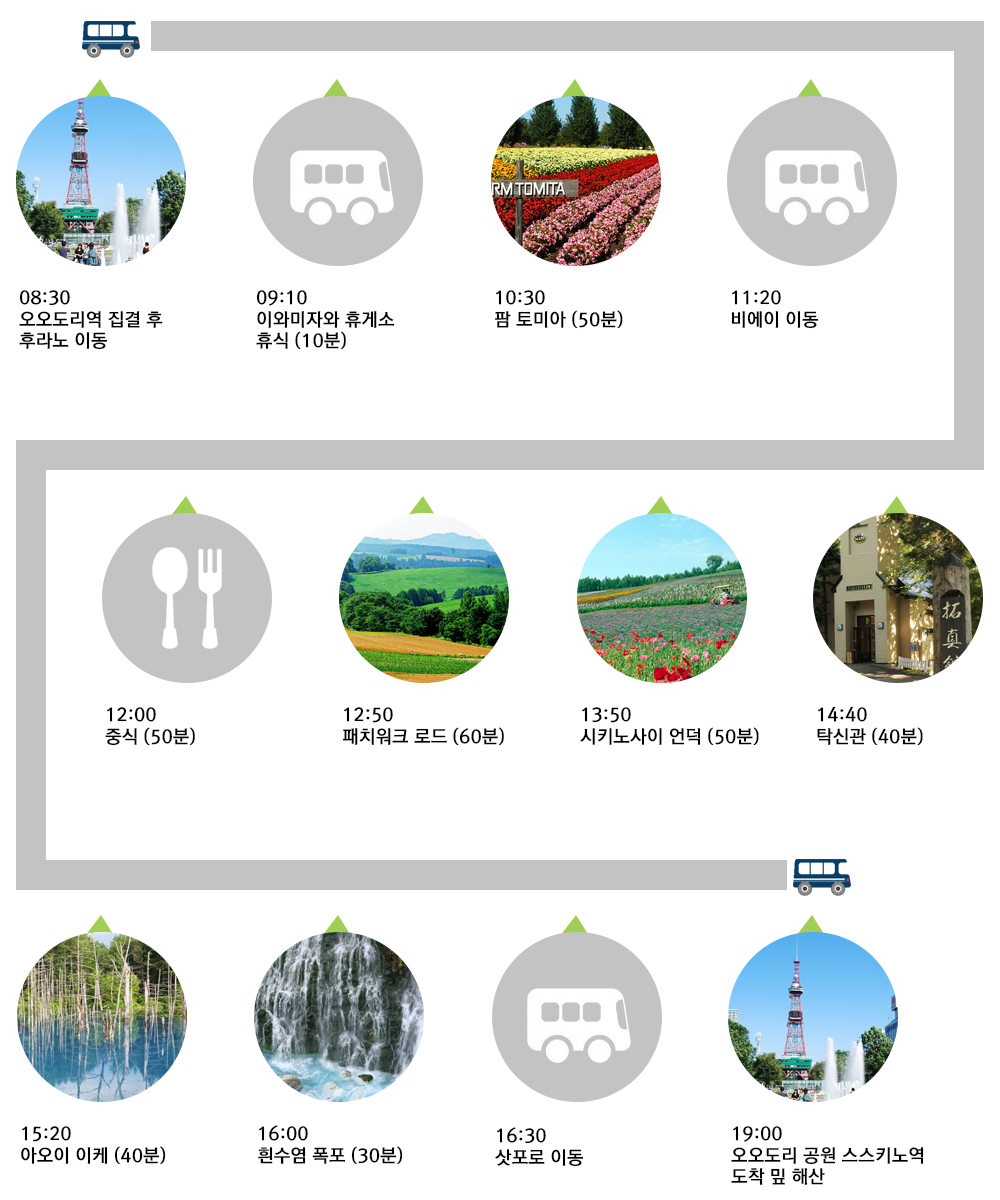 RM TOMITA
08:30
오오도리역 집결 후
후라노 이동
09:10
이와미자와 휴게소
휴식 (10분)
10:30
팜 토미아 (50분)
11:20
비에이 이동
拓真
12:00
중식 (50분)
12:50
패치워크 로드 (60분)
13:50
시키노사이 언덕 (50분)
14:40
탁신관 (40분)
15:20
아오이 이케 (40분)
16:00
흰수염 폭포 (30분)
16:30
삿포로 이동
19:00
오오도리 공원 스스키노역
도착 밒 해산